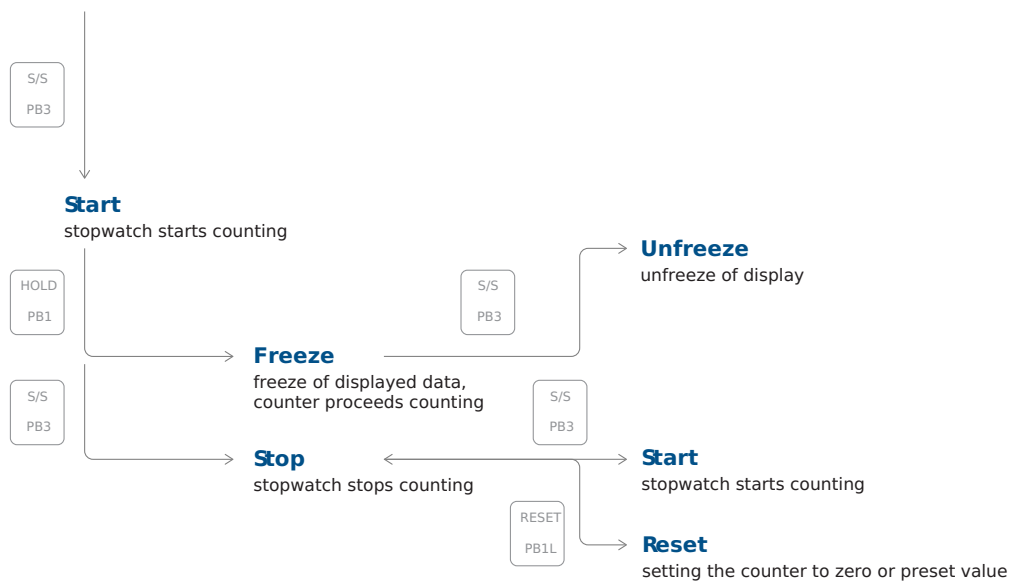 S/S
PB3
Start
stopwatch starts counting
HOLD
PB1
S/S
PB3
Unfreeze
unfreeze of display
Freeze
freeze of displayed data,
counter proceeds counting
S/S
PB3
S/S
PB3
Stop
stopwatch stops counting
Start
stopwatch starts counting
RESET
PB1L
Reset
setting the counter to zero or preset value